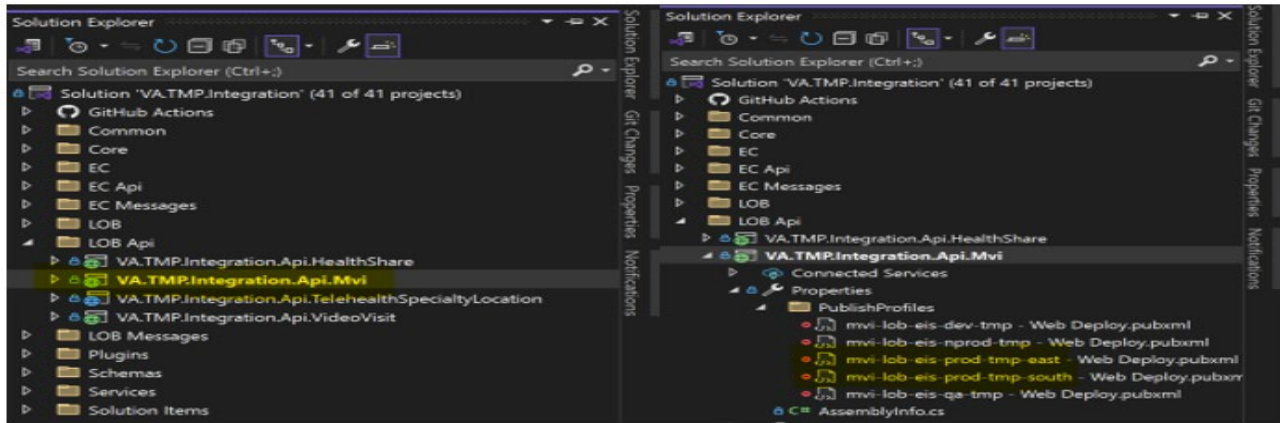 Solution Explorer
Search Solution Explorer (Ctrl+;)
Solution 'VA.TMP.Integration' (41 of 41 projects)
GitHub Actions
Common
Core
EC
EC Api
EC Messages
LOB
LOB Api
VA.TMP.Integration.Api.HealthShare
VA.TMP.Integration.Api.Mvi
VA.TMP.Integration.Api.TelehealthSpecialtyLocation
VA.TMP.Integration.Api.VideoVisit
LOB Messages
Plugins
Schemas
Services
Solution Items
Solution Explorer
Git Changes
Properties
Notifications
Solution Explorer
Search Solution Explorer (Ctrl+;)
Solution 'VA.TMP.Integration' (41 of 41 projects)
GitHub Actions
Common
Core
EC
EC Api
EC Messages
LOB
LOB Api
VA.TMP.Integration.Api.HealthShare
VA.TMP.Integration.Api.Mvi
Connected Services
Properties
PublishProfiles
mvi-lob-eis-dev-tmp - Web Deploy.pubxml
mvi-lob-eis-nprod-tmp - Web Deploy.pubxml
mvi-lob-eis-prod-tmp-east - Web Deploy.pubxml
mvi-lob-eis-prod-tmp-south - Web Deploy.pubxm
mvi-lob-eis-qa-tmp - Web Deploy.pubxml
C# AssemblyInfo.cs
Solution Explorer
Git Changes
Properties
Notifications